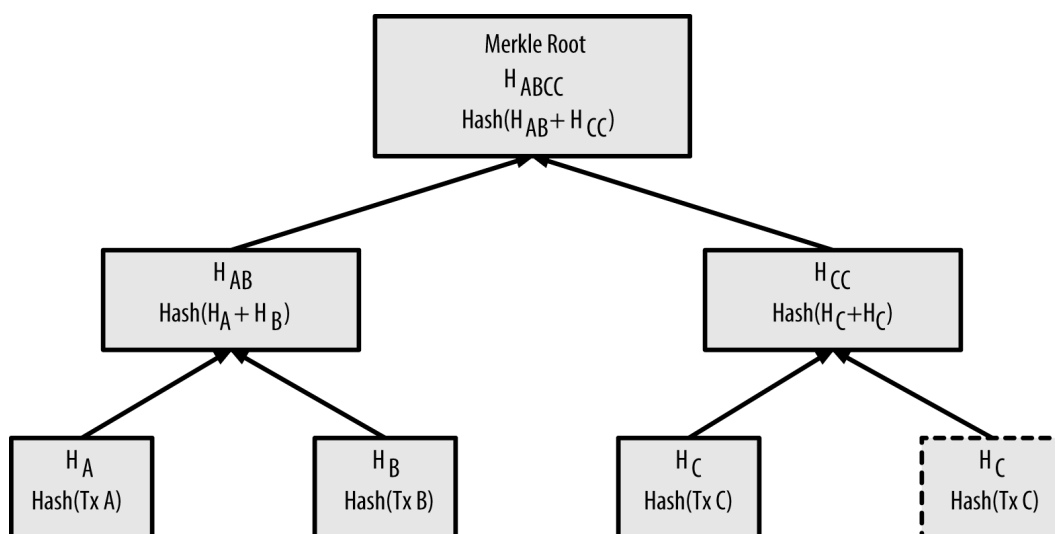 Merkle Root
H ABCC
Hash(H AB + H CC)
H AB
Hash(H A + H B)
H CC
Hash(H C+H C)
H A
Hash(Tx A)
H B
Hash(Tx B)
H C
Hash(Tx C)
H C
Hash(Tx C)